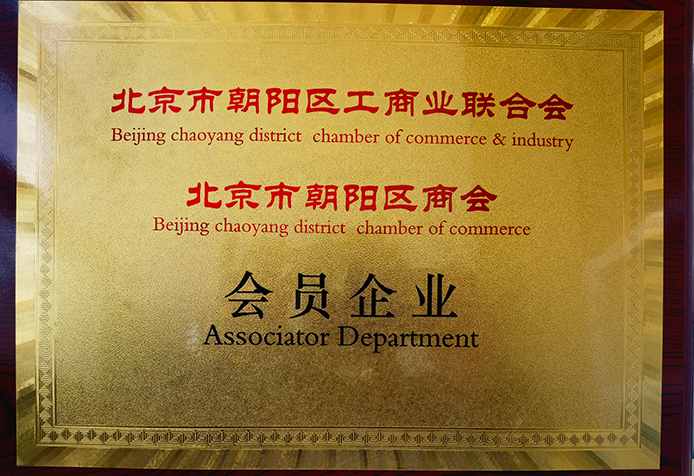 北京市朝阳区工商业联合会
Beijing chaoyang district chamber of commerce & industry
北京市朝阳区商会
Beijing chaoyang district chamber of commerce
会员企业
Associator Department